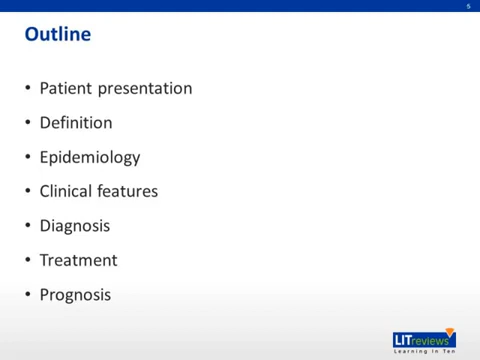 5
Outline
• Patient presentation
• Definition
• Epidemiology
• Clinical features
• Diagnosis
• Treatment
• Prognosis
LITreviews
Learning In Ten